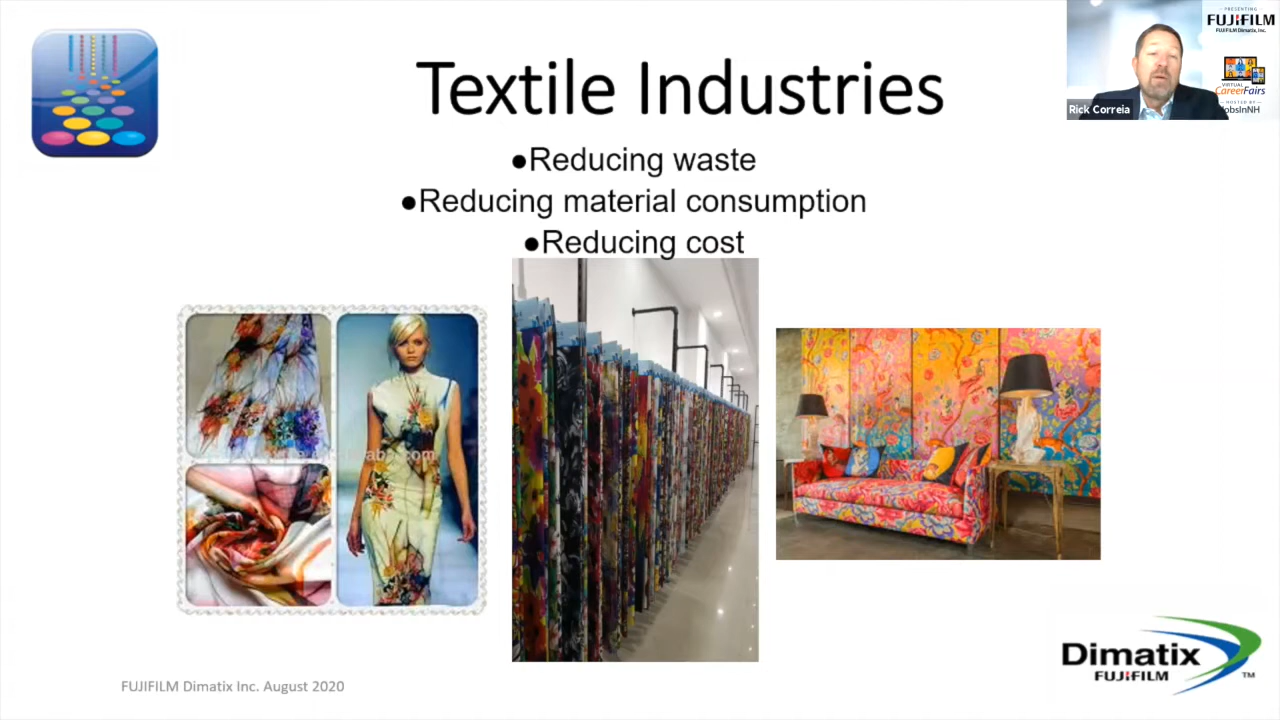 Textile Industries
●Reducing waste
●Reducing material consumption
●Reducing cost
PRESENTING
FUJIFILM
FUJIFILM Dimatix, Inc.
VIRTUAL
CareerFairs
HOSTED BY
JobsInNH
Rick Correia
FUJIFILM Dimatix Inc. August 2020
Dimatix
FUJIFILM
TM